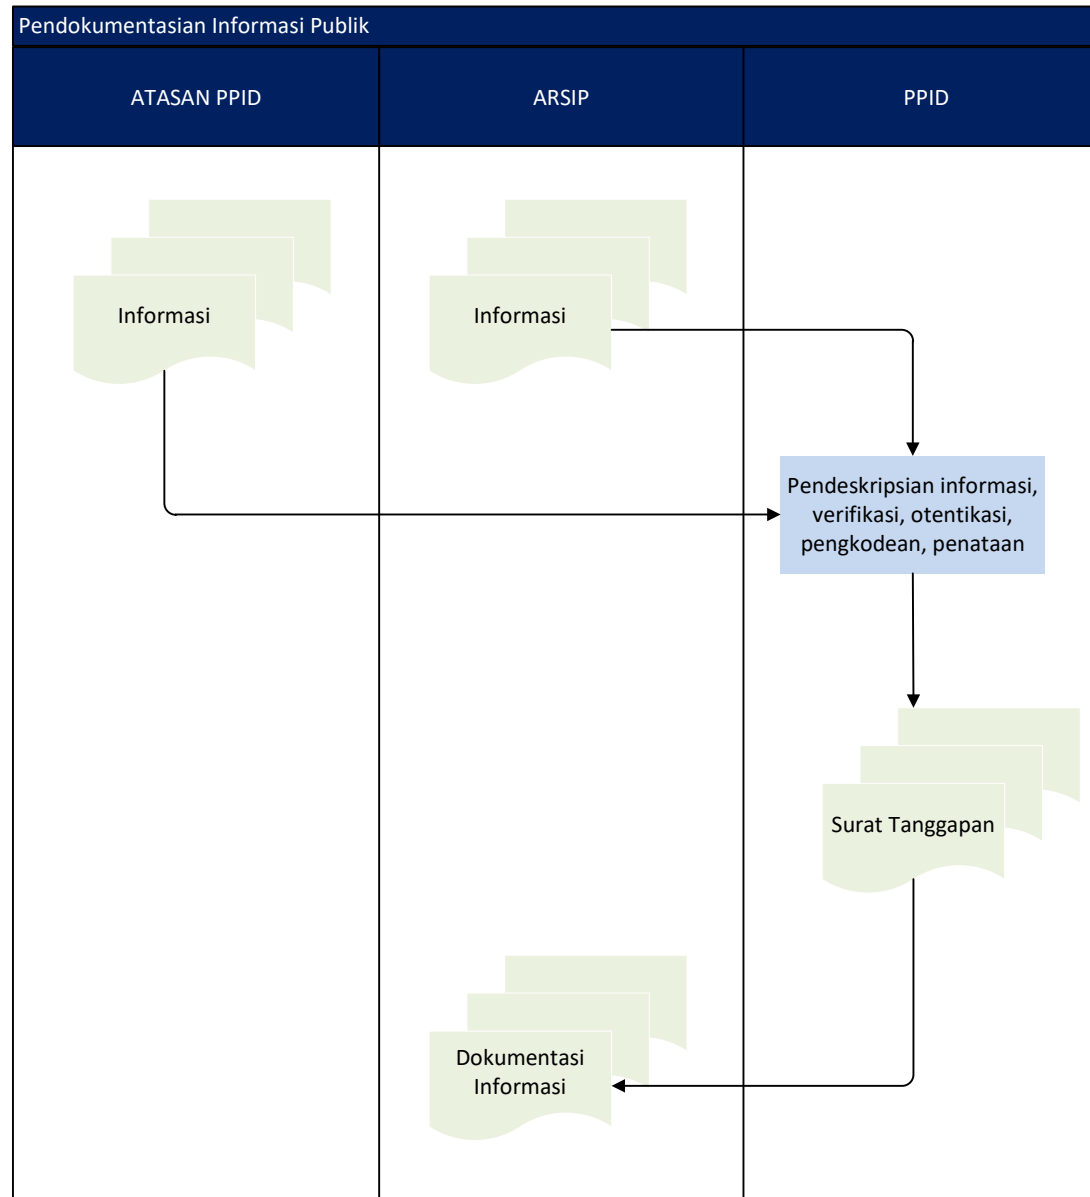 Pendokumentasian Informasi Publik
ATASAN PPID
ARSIP
PPID
Informasi
Informasi
Pendeskripsian informasi,
verifikasi, otentikasi,
pengkodean, penataan
Surat Tanggapan
Dokumentasi
Informasi